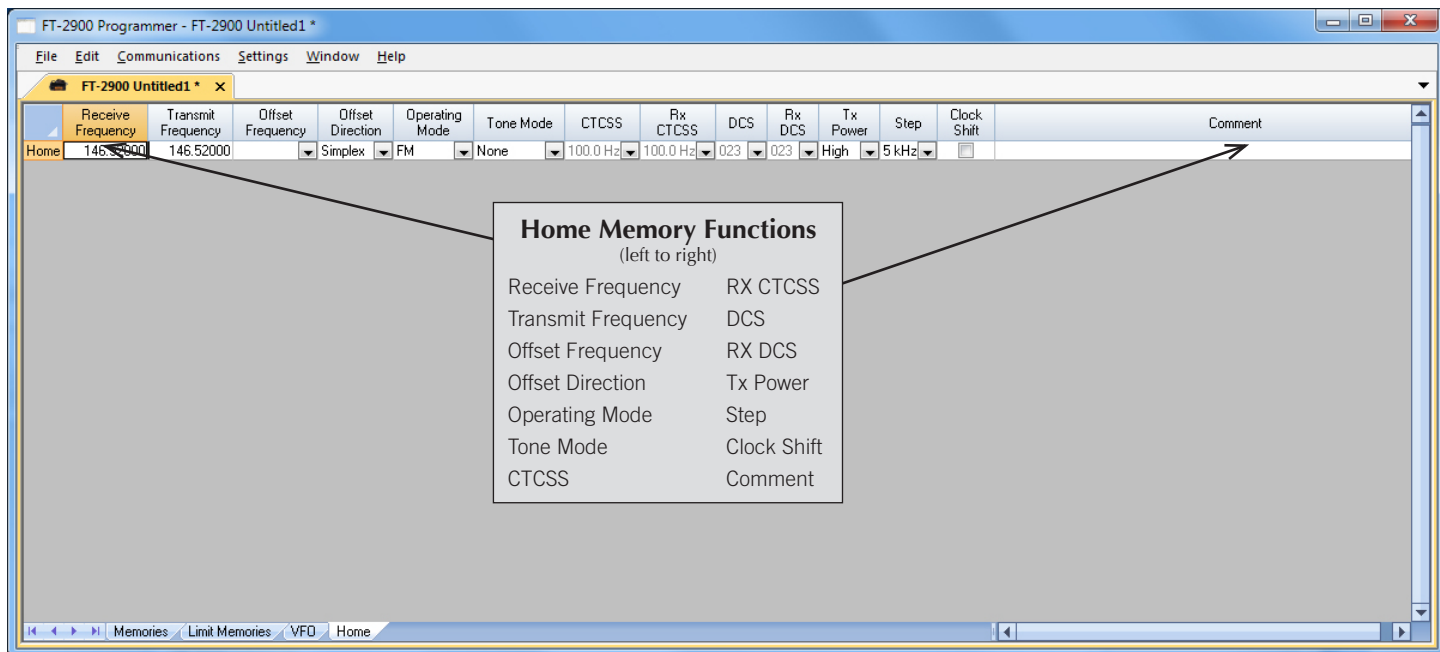 FT-2900 Programmer - FT-2900 Untitled1 *
File Edit Communications Settings Window Help
FT-2900 Untitled1 * X
Receive Frequency Transmit Frequency Offset Frequency Offset Direction Operating Mode Tone Mode CTCSS Rx CTCSS DCS Rx DCS Tx Power Step Clock Shift Comment
Home 146.52000 146.52000 Simplex FM None 100.0 Hz 100.0 Hz 023 023 High 5 kHz
Home Memory Functions
(left to right)
Receive Frequency RX CTCSS
Transmit Frequency DCS
Offset Frequency RX DCS
Offset Direction Tx Power
Operating Mode Step
Tone Mode Clock Shift
CTCSS Comment
Memories Limit Memories VFO Home